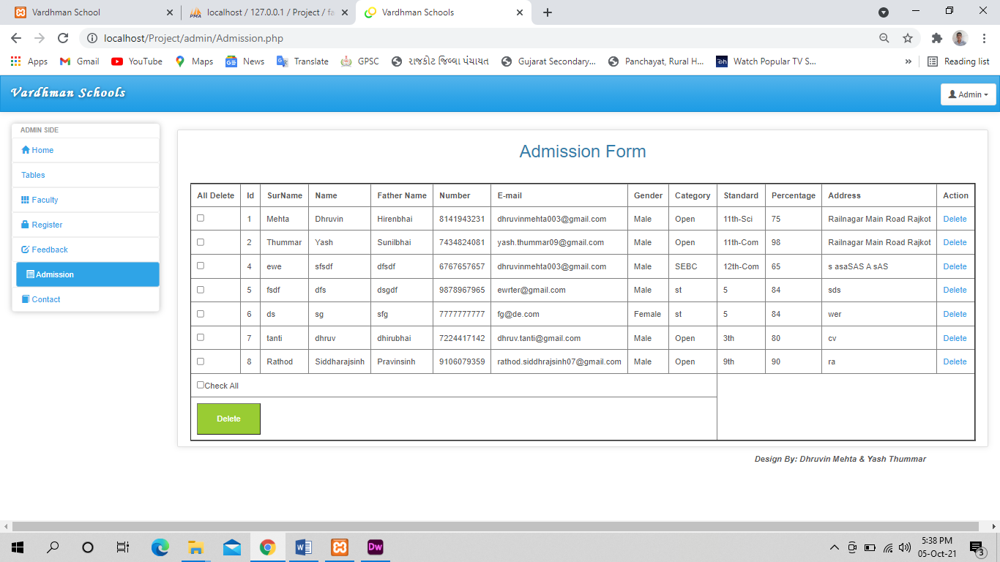 Vardhman School
localhost / 127.0.0.1 / Project / fa
Vardhman Schools
localhost/Project/admin/Admission.php
Apps Gmail YouTube Maps News Translate GPSC રાજકોટ જિલ્લા પંચાયત Gujarat Secondary... Panchayat, Rural H... Watch Popular TV S... » Reading list
Vardhman Schools
Admin
ADMIN SIDE
Home
Tables
Faculty
Register
Feedback
Admission
Contact
Admission Form
All Delete Id SurName Name Father Name Number E-mail Gender Category Standard Percentage Address Action
1 Mehta Dhruvin Hirenbhai 8141943231 dhruvinmehta003@gmail.com Male Open 11th-Sci 75 Railnagar Main Road Rajkot Delete
2 Thummar Yash Sunilbhai 7434824081 yash.thummar09@gmail.com Male Open 11th-Com 98 Railnagar Main Road Rajkot Delete
4 ewe sfsdf dfsdf 6767657657 dhruvinmehta003@gmail.com Male SEBC 12th-Com 65 s asaSAS A sAS Delete
5 fsdf dfs dsgdf 9878967965 ewrter@gmail.com Male st 5 84 sds Delete
6 ds sg sfg 7777777777 fg@de.com Female st 5 84 wer Delete
7 tanti dhruv dhirubhai 7224417142 dhruv.tanti@gmail.com Male Open 3th 80 cv Delete
8 Rathod Siddharajsinh Pravinsinh 9106079359 rathod.siddhrajsinh07@gmail.com Male Open 9th 90 ra Delete
Check All
Delete
Design By: Dhruvin Mehta & Yash Thummar
5:38 PM
05-Oct-21
3